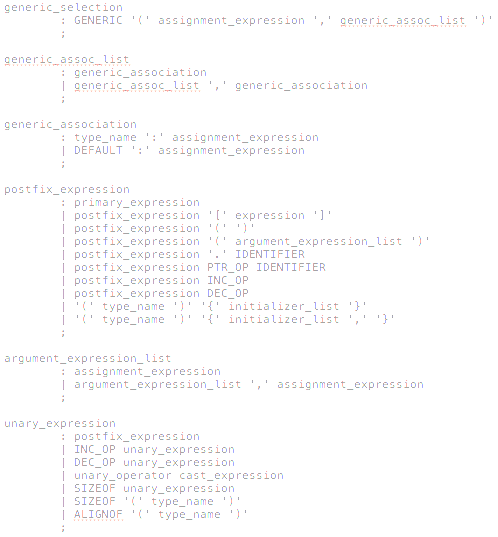 generic_selection
: GENERIC '(' assignment_expression ',' generic_assoc_list ')'
;
generic_assoc_list
: generic_association
| generic_assoc_list ',' generic_association
;
generic_association
: type_name ':' assignment_expression
| DEFAULT ':' assignment_expression
;
postfix_expression
: primary_expression
| postfix_expression '[' expression ']'
| postfix_expression '(' ')'
| postfix_expression '(' argument_expression_list ')'
| postfix_expression '.' IDENTIFIER
| postfix_expression PTR_OP IDENTIFIER
| postfix_expression INC_OP
| postfix_expression DEC_OP
| '(' type_name ')' '{' initializer_list '}'
| '(' type_name ')' '{' initializer_list ',' '}'
;
argument_expression_list
: assignment_expression
| argument_expression_list ',' assignment_expression
;
unary_expression
: postfix_expression
| INC_OP unary_expression
| DEC_OP unary_expression
| unary_operator cast_expression
| SIZEOF unary_expression
| SIZEOF '(' type_name ')'
| ALIGNOF '(' type_name ')'
;